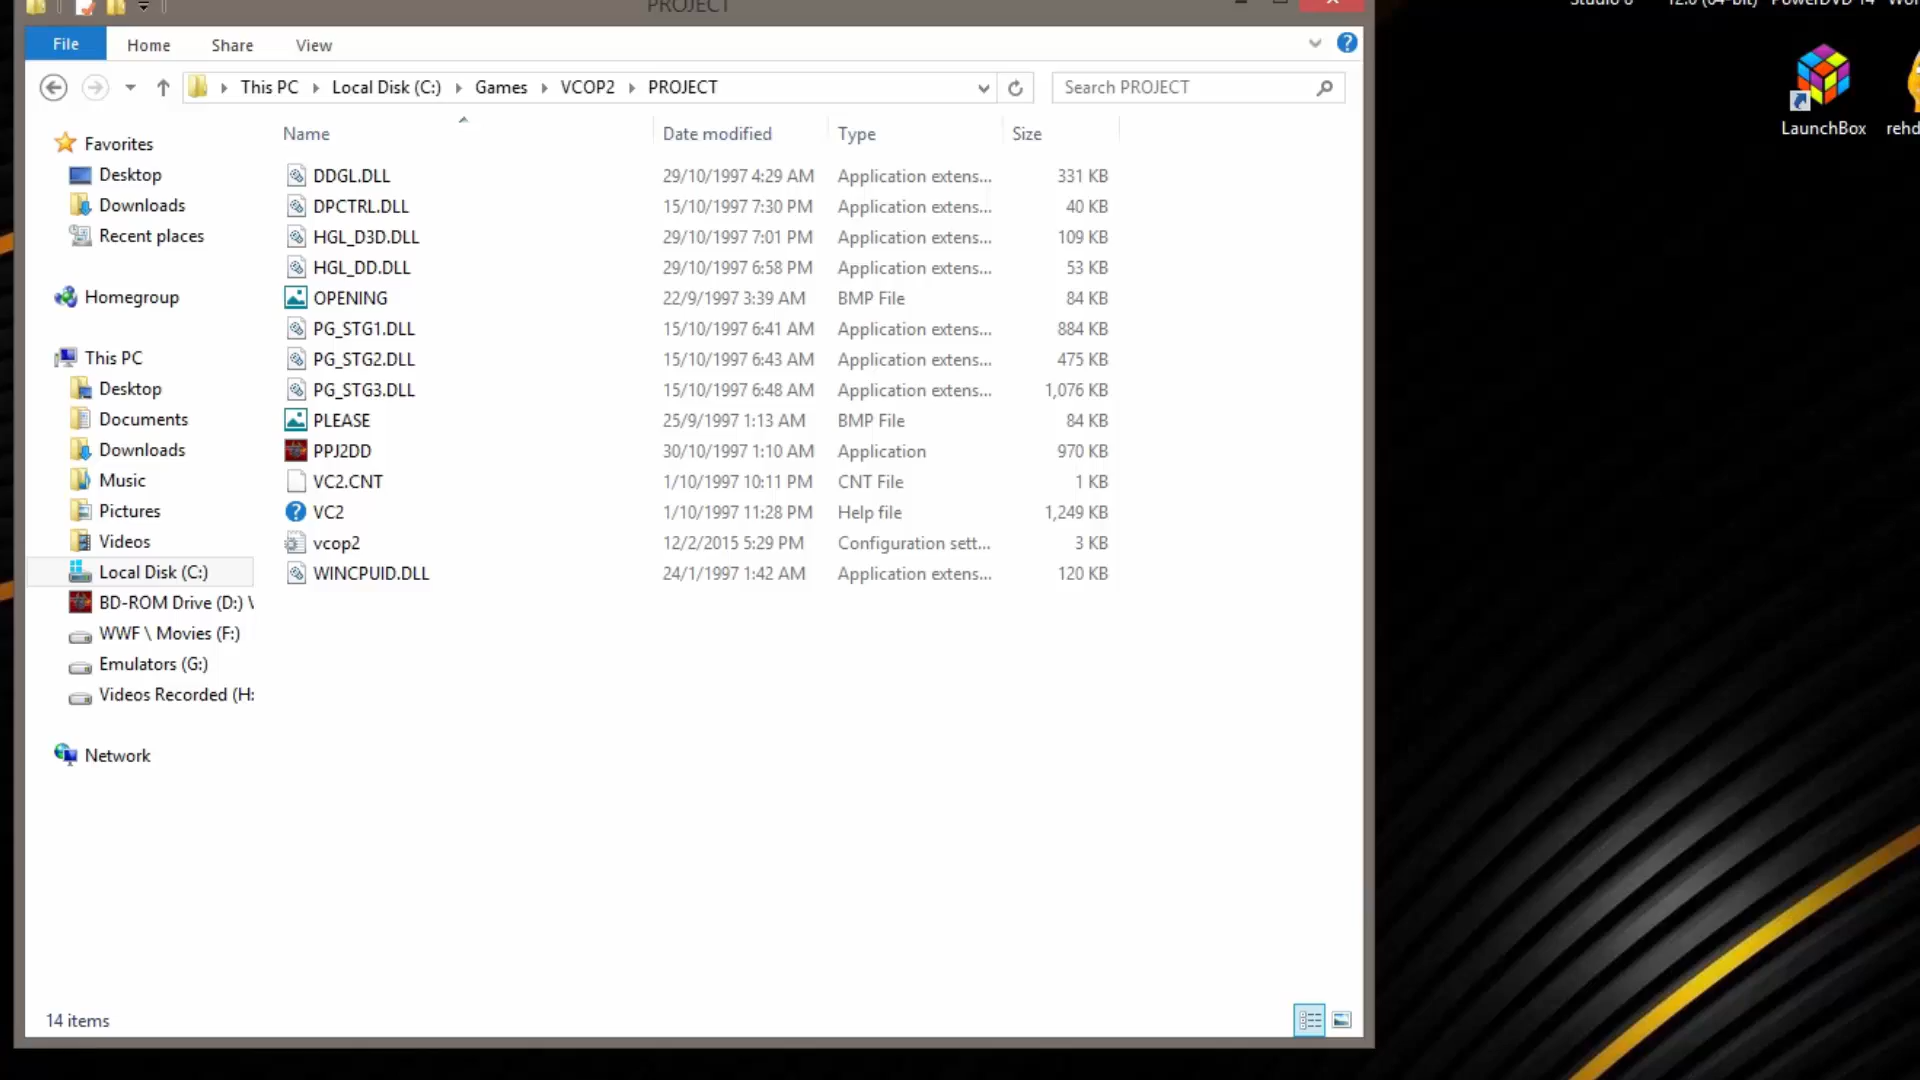 PROJECT
Studio 8 12.0 (64-bit) PowerDVD 14
File Home Share View
This PC Local Disk (C:) Games VCOP2 PROJECT
Search PROJECT
Name Date modified Type Size
DDGL.DLL 29/10/1997 4:29 AM Application extens... 331 KB
DPCTRL.DLL 15/10/1997 7:30 PM Application extens... 40 KB
HGL_D3D.DLL 29/10/1997 7:01 PM Application extens... 109 KB
HGL_DD.DLL 29/10/1997 6:58 PM Application extens... 53 KB
OPENING 22/9/1997 3:39 AM BMP File 84 KB
PG_STG1.DLL 15/10/1997 6:41 AM Application extens... 884 KB
PG_STG2.DLL 15/10/1997 6:43 AM Application extens... 475 KB
PG_STG3.DLL 15/10/1997 6:48 AM Application extens... 1,076 KB
PLEASE 25/9/1997 1:13 AM BMP File 84 KB
PPJ2DD 30/10/1997 1:10 AM Application 970 KB
VC2.CNT 1/10/1997 10:11 PM CNT File 1 KB
VC2 1/10/1997 11:28 PM Help file 1,249 KB
vcop2 12/2/2015 5:29 PM Configuration sett... 3 KB
WINCPUID.DLL 24/1/1997 1:42 AM Application extens... 120 KB
Favorites
Desktop
Downloads
Recent places
Homegroup
This PC
Desktop
Documents
Downloads
Music
Pictures
Videos
Local Disk (C:)
BD-ROM Drive (D:) \
WWF \ Movies (F:)
Emulators (G:)
Videos Recorded (H:
Network
14 items
LaunchBox